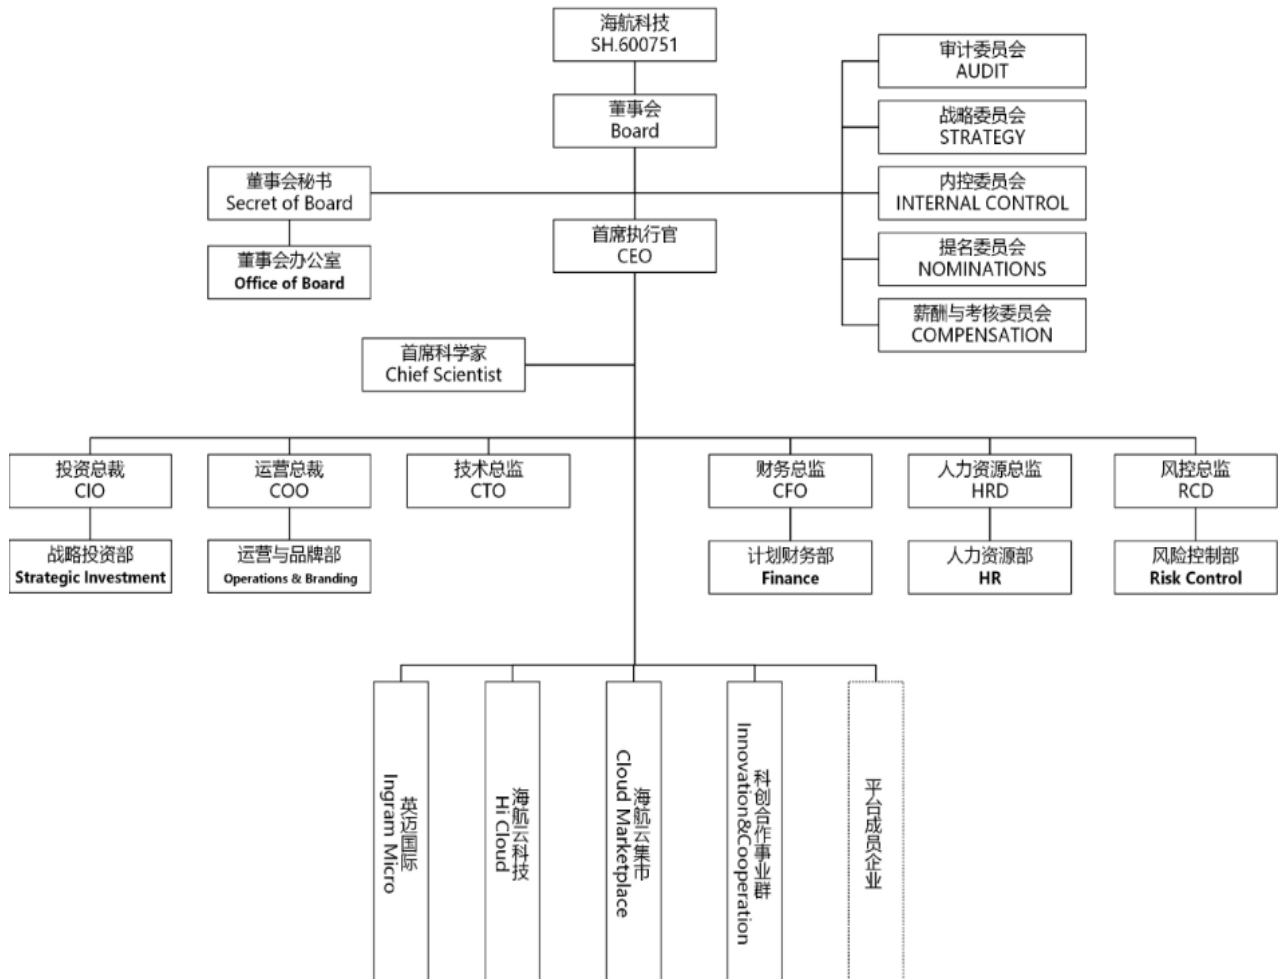 海航科技
SH.600751
董事会
Board
审计委员会
AUDIT
战略委员会
STRATEGY
内控委员会
INTERNAL CONTROL
提名委员会
NOMINATIONS
薪酬与考核委员会
COMPENSATION
董事会秘书
Secret of Board
董事会办公室
Office of Board
首席执行官
CEO
首席科学家
Chief Scientist
投资总裁
CIO
运营总裁
COO
技术总监
CTO
财务总监
CFO
人力资源总监
HRD
风控总监
RCD
战略投资部
Strategic Investment
运营与品牌部
Operations & Branding
计划财务部
Finance
人力资源部
HR
风险控制部
Risk Control
英迈国际
Ingram Micro
海航云科技
Hi Cloud
海航云集市
Cloud Marketplace
科创合作事业群
Innovation&Cooperation
平台成员企业